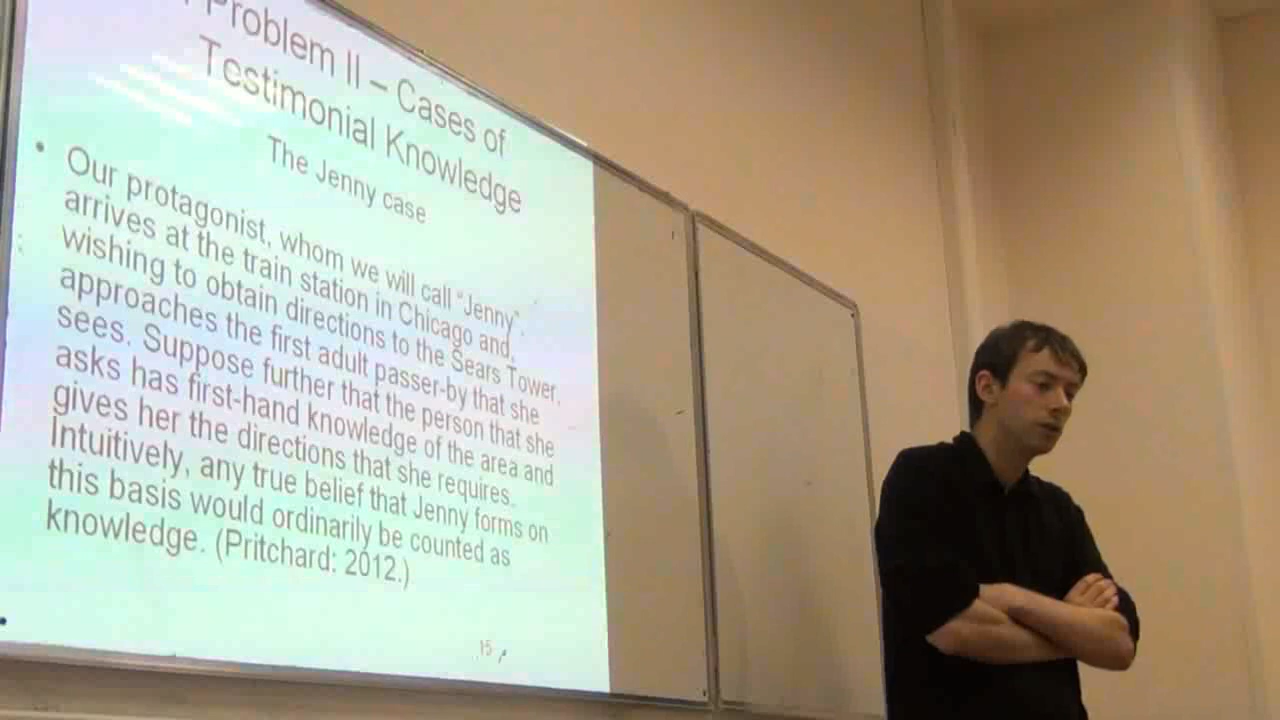 Problem II – Cases of
Testimonial Knowledge
The Jenny case
• Our protagonist, whom we will call “Jenny”,
arrives at the train station in Chicago and,
wishing to obtain directions to the Sears Tower,
approaches the first adult passer-by that she
sees. Suppose further that the person that she
asks has first-hand knowledge of the area and
gives her the directions that she requires.
Intuitively, any true belief that Jenny forms on
this basis would ordinarily be counted as
knowledge. (Pritchard: 2012.)
15